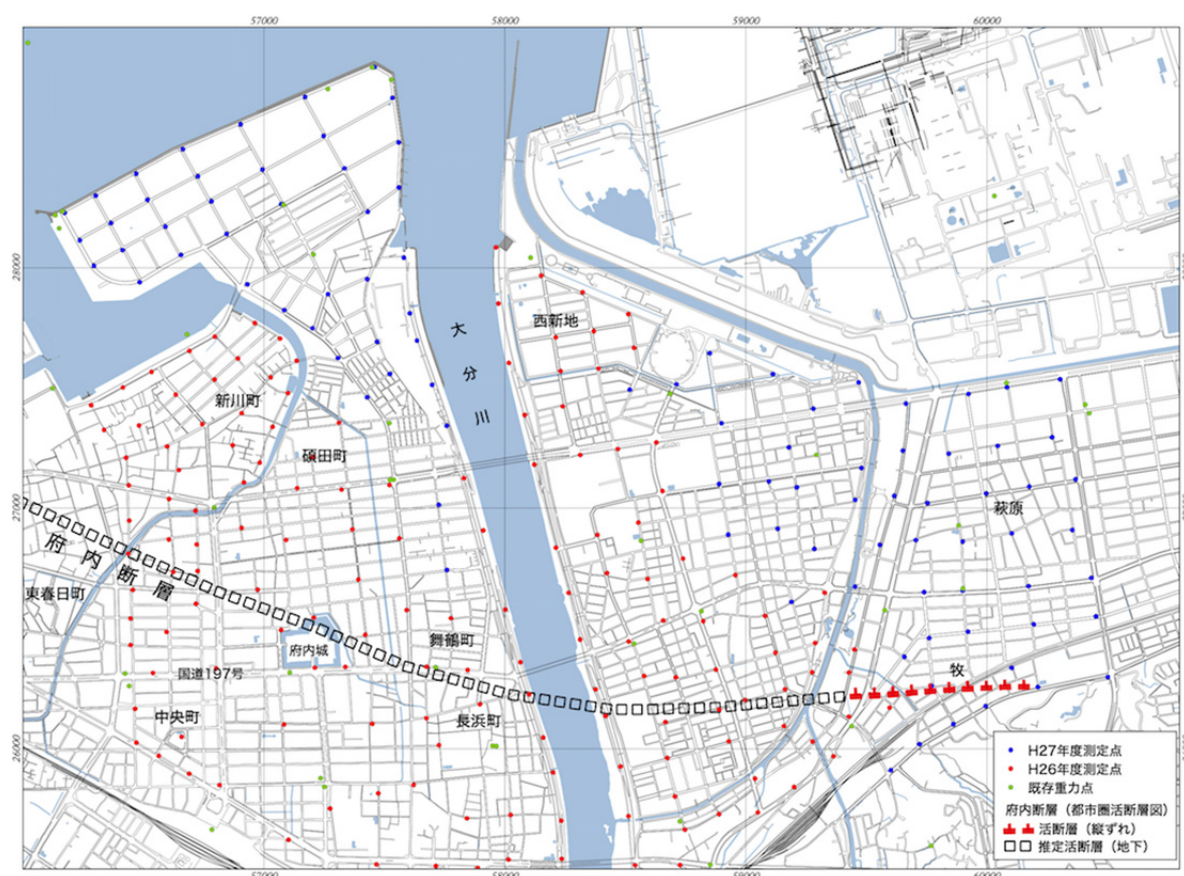 57000
58000
59000
60000
28000
大分川
西新地
新川町
碩田町
27000
萩原
府内断層
東春日町
府内城
舞鶴町
牧
国道197号
中央町
長浜町
26000
H27年度測定点
H26年度測定点
既存重力点
府内断層（都市圏活断層図）
活断層（縦ずれ）
推定活断層（地下）
57000
58000
59000
60000